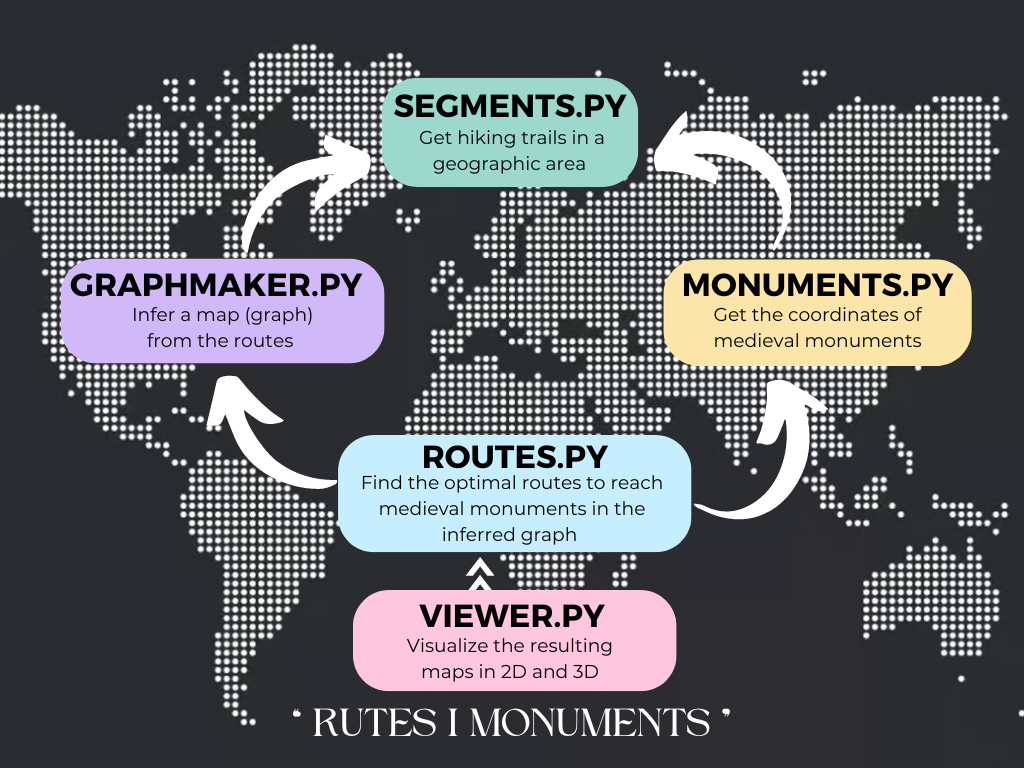 SEGMENTS.PY
Get hiking trails in a
geographic area
GRAPHMAKER.PY
Infer a map (graph)
from the routes
MONUMENTS.PY
Get the coordinates of
medieval monuments
ROUTES.PY
Find the optimal routes to reach
medieval monuments in the
inferred graph
VIEWER.PY
Visualize the resulting
maps in 2D and 3D
“ RUTES I MONUMENTS ”